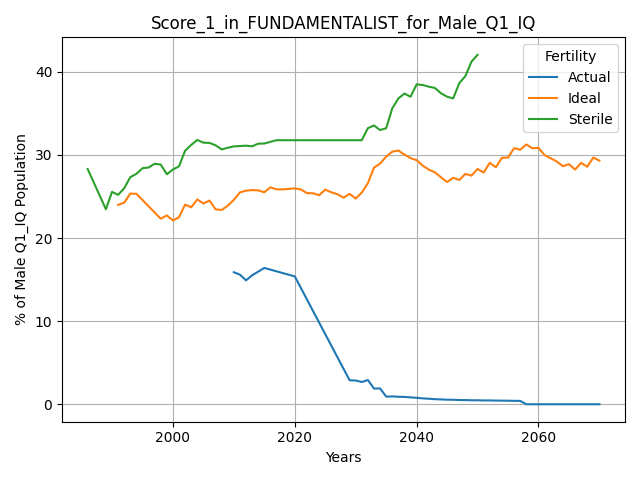 Score_1_in_FUNDAMENTALIST_for_Male_Q1_IQ
% of Male Q1_IQ Population
40
30
20
10
0
Fertility
Actual
Ideal
Sterile
2000
2020
2040
2060
Years